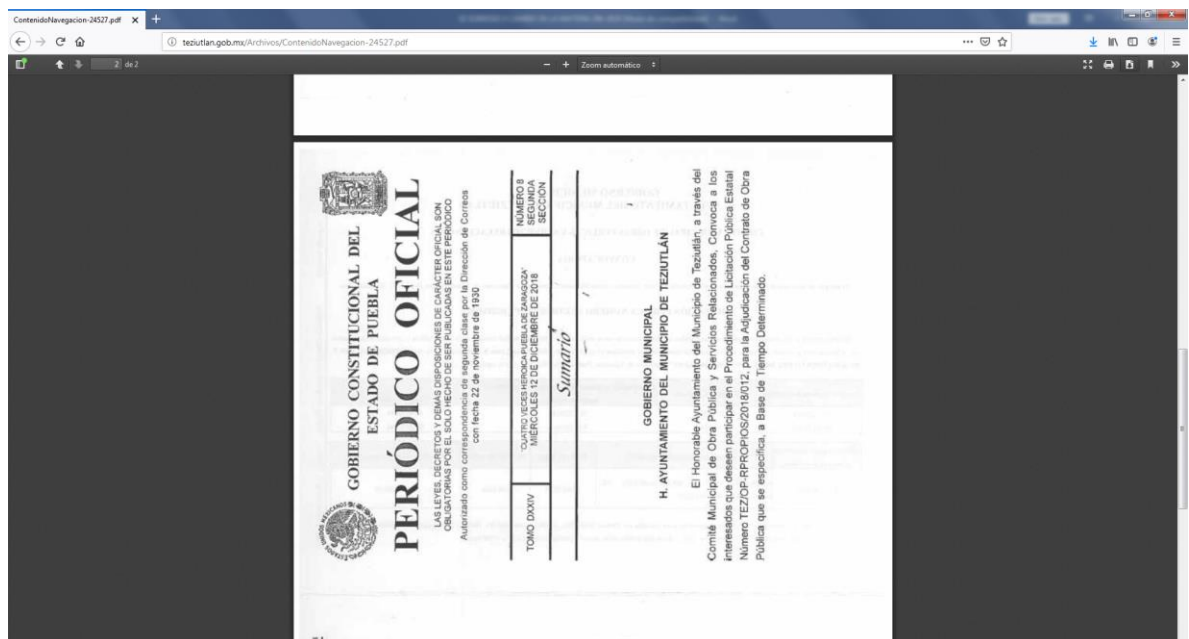 ContenidoNavegacion-24527.pdf
teziutlan.gob.mx/Archivos/ContenidoNavegacion-24527.pdf
2 de 2
Zoom automático
GOBIERNO CONSTITUCIONAL DEL
ESTADO DE PUEBLA
PERIÓDICO OFICIAL
LAS LEYES, DECRETOS Y DEMÁS DISPOSICIONES DE CARÁCTER OFICIAL SON
OBLIGATORIAS POR EL SOLO HECHO DE SER PUBLICADAS EN ESTE PERIÓDICO
Autorizado como correspondencia de segunda clase por la Dirección de Correos
con fecha 22 de noviembre de 1930
TOMO DXXIV
"CUATRO VECES HEROICA PUEBLA DE ZARAGOZA"
MIÉRCOLES 12 DE DICIEMBRE DE 2018
NÚMERO 8
SEGUNDA
SECCIÓN
Sumario
GOBIERNO MUNICIPAL
H. AYUNTAMIENTO DEL MUNICIPIO DE TEZIUTLÁN
El Honorable Ayuntamiento del Municipio de Teziutlán, a través del
Comité Municipal de Obra Pública y Servicios Relacionados, Convoca a los
interesados que deseen participar en el Procedimiento de Licitación Pública Estatal
Número TEZ/OP-RPROPIOS/2018/012, para la Adjudicación del Contrato de Obra
Pública que se especifica, a Base de Tiempo Determinado.